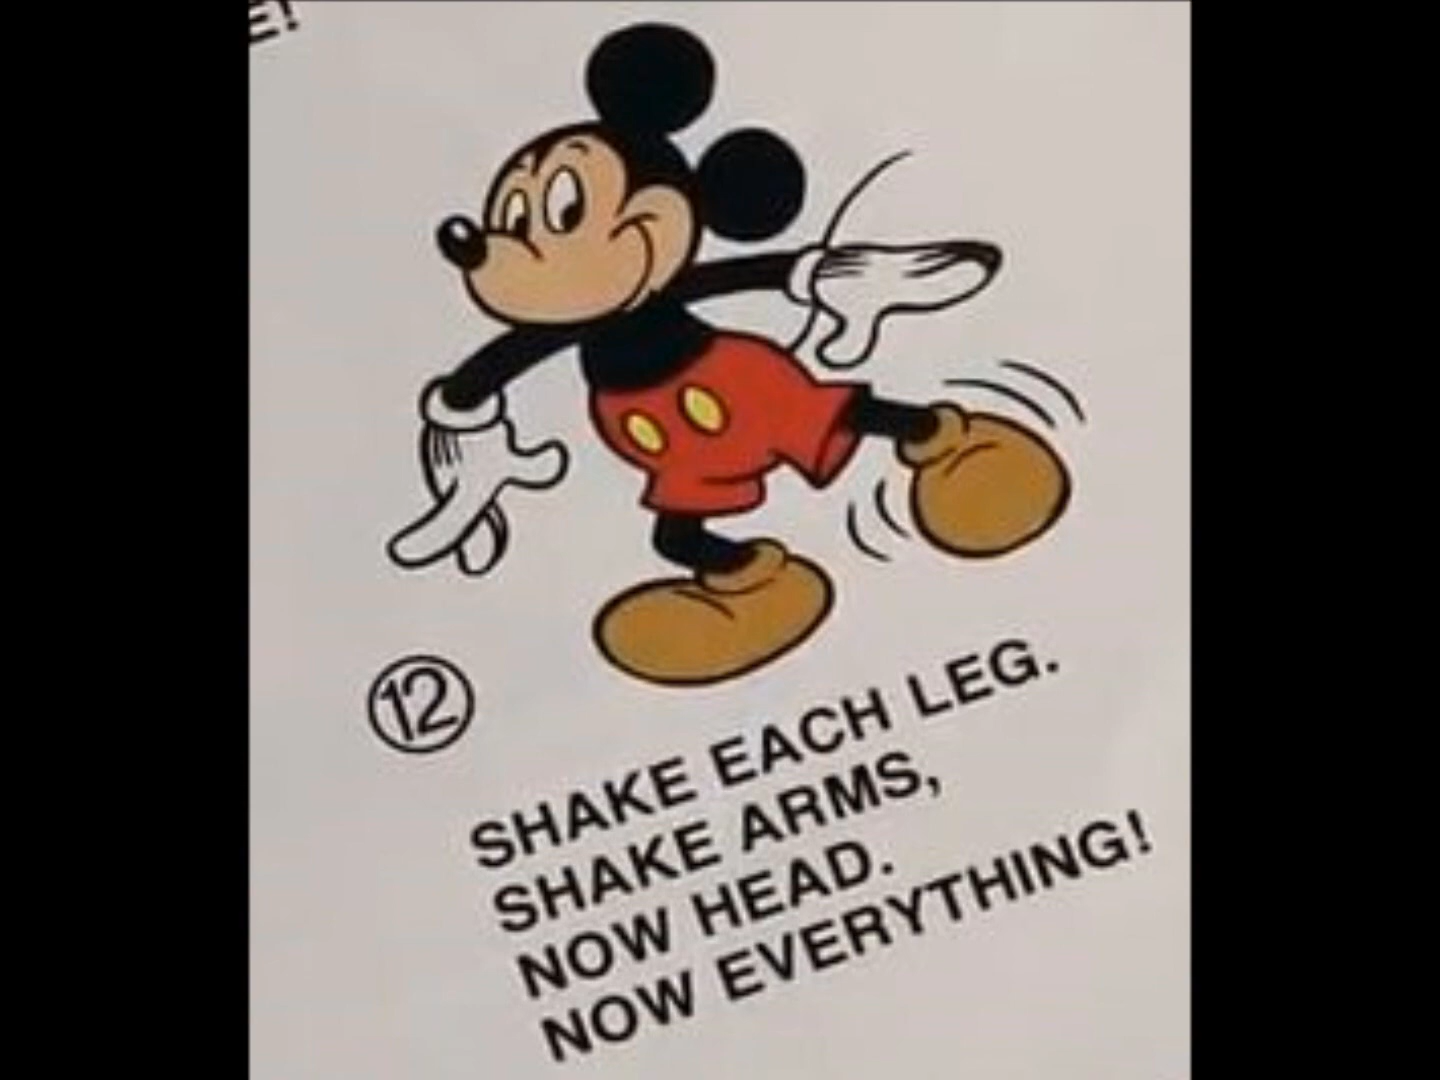 E!
12
SHAKE EACH LEG.
SHAKE ARMS,
NOW HEAD.
NOW EVERYTHING!